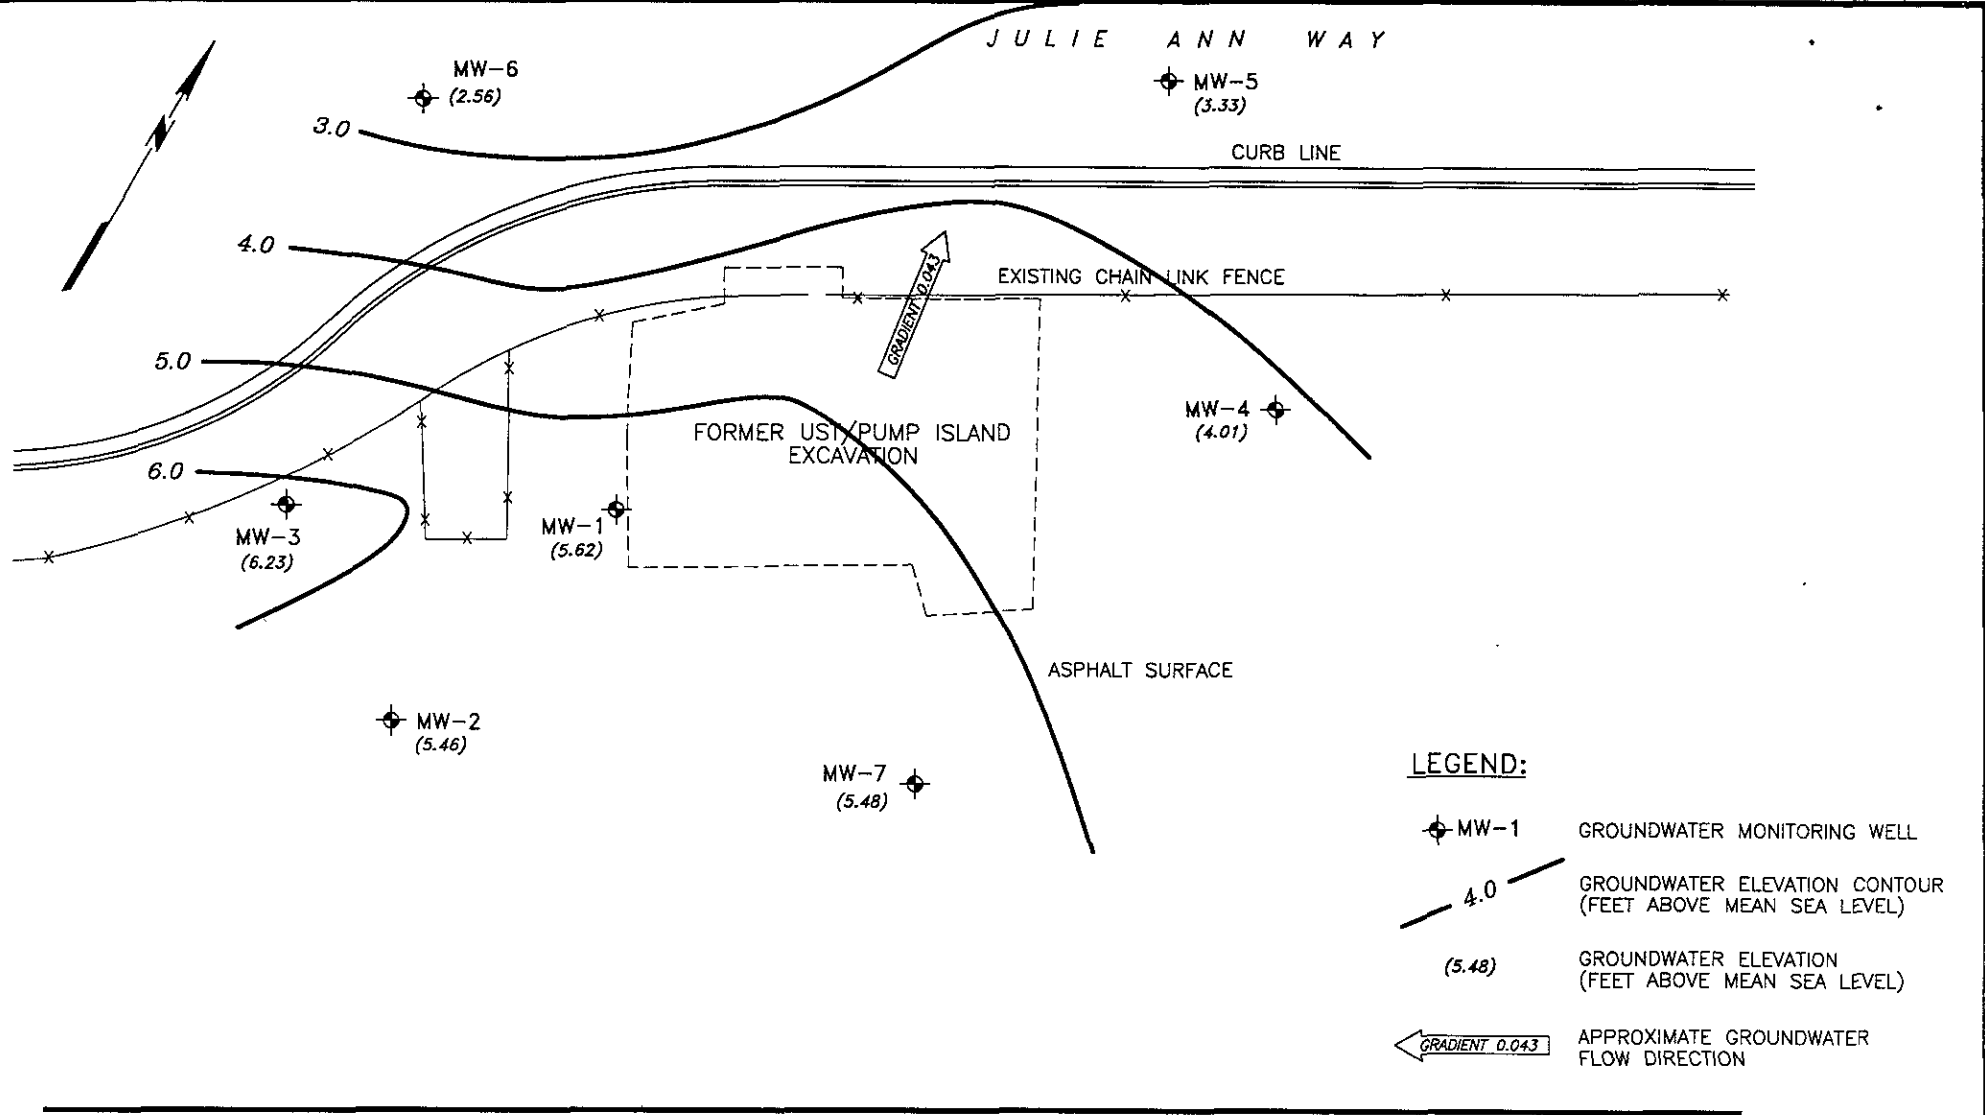 JULIE ANN WAY
MW-6
(2.56)
MW-5
(3.33)
3.0
CURB LINE
N
4.0
GRADIENT 0.043
EXISTING CHAIN LINK FENCE
5.0
MW-4
(4.01)
FORMER UST/PUMP ISLAND
EXCAVATION
6.0
MW-3
(6.23)
MW-1
(5.62)
ASPHALT SURFACE
MW-2
(5.46)
MW-7
(5.48)
LEGEND:
MW-1 GROUNDWATER MONITORING WELL
4.0 GROUNDWATER ELEVATION CONTOUR
(FEET ABOVE MEAN SEA LEVEL)
(5.48) GROUNDWATER ELEVATION
(FEET ABOVE MEAN SEA LEVEL)
GRADIENT 0.043 APPROXIMATE GROUNDWATER
FLOW DIRECTION